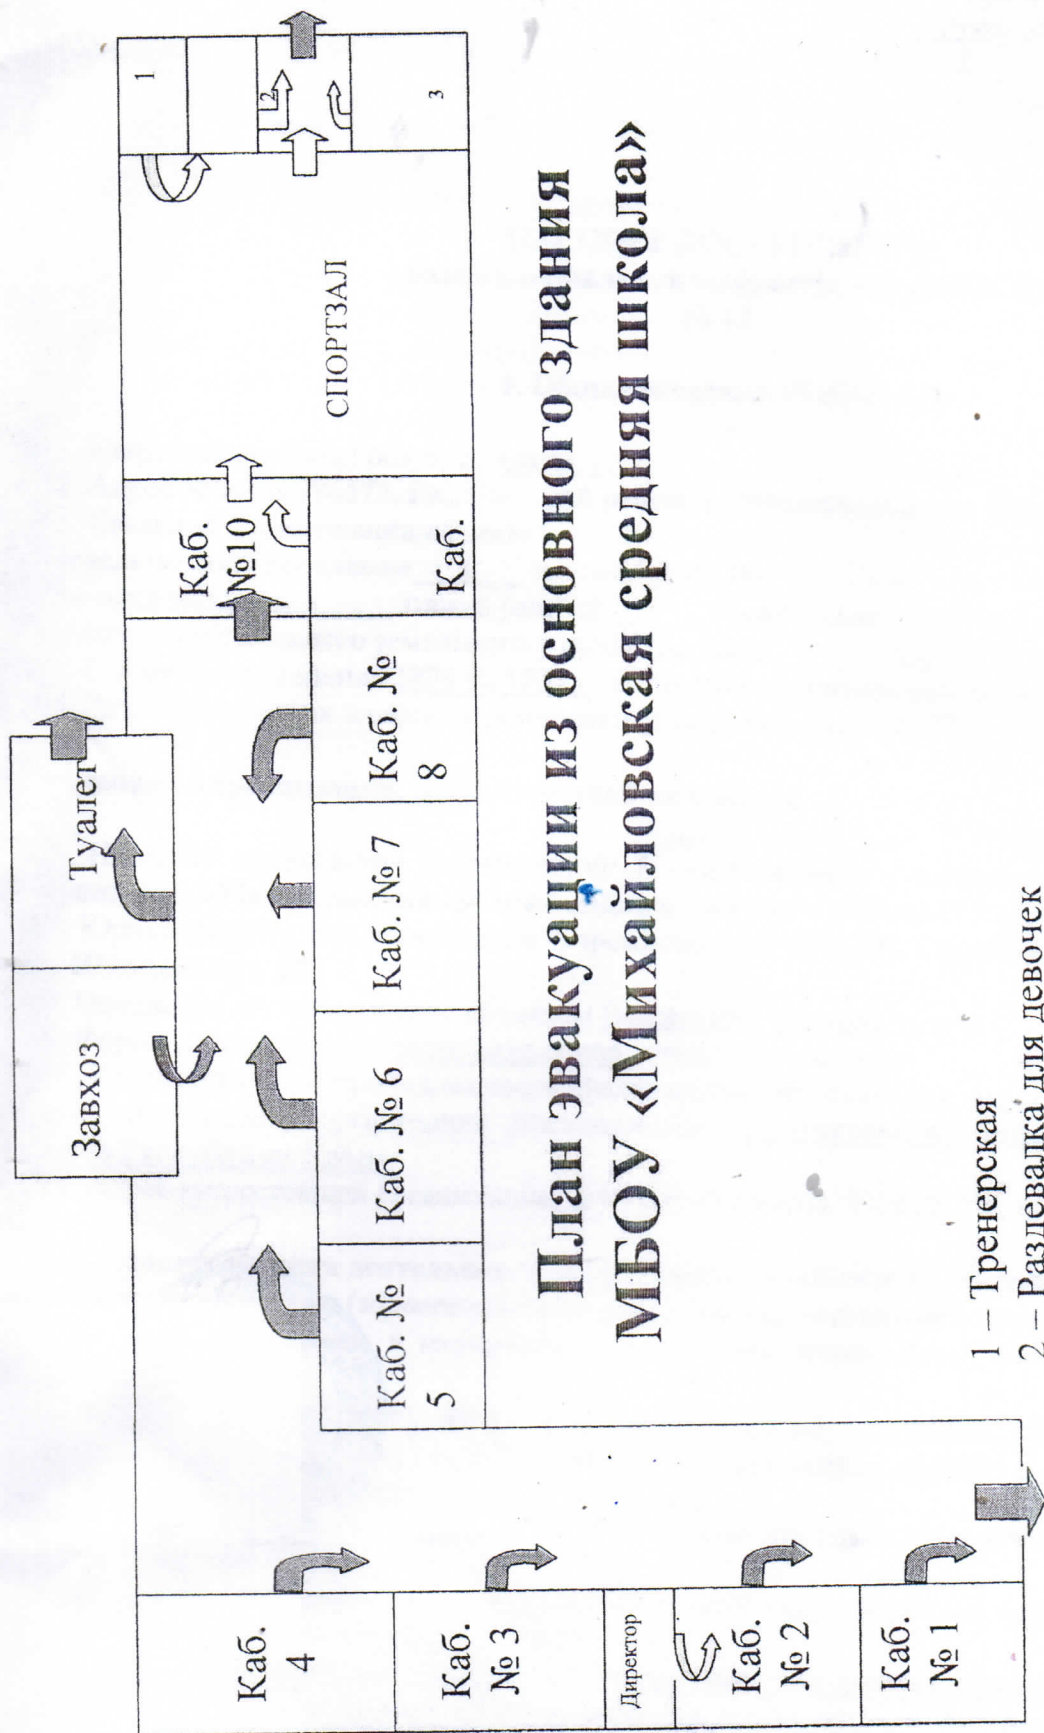 Завхоз
Туалет
1
2
3
СПОРТЗАЛ
Каб.
№10
Каб.
Каб. №
8
Каб. № 7
Каб. № 6
Каб. №
5
Каб.
4
Каб.
№ 3
Директор
Каб.
№ 2
Каб.
№ 1
План эвакуации из основного здания
МБОУ «Михайловская средняя школа»
1 – Тренерская
2 – Раздевалка для девочек